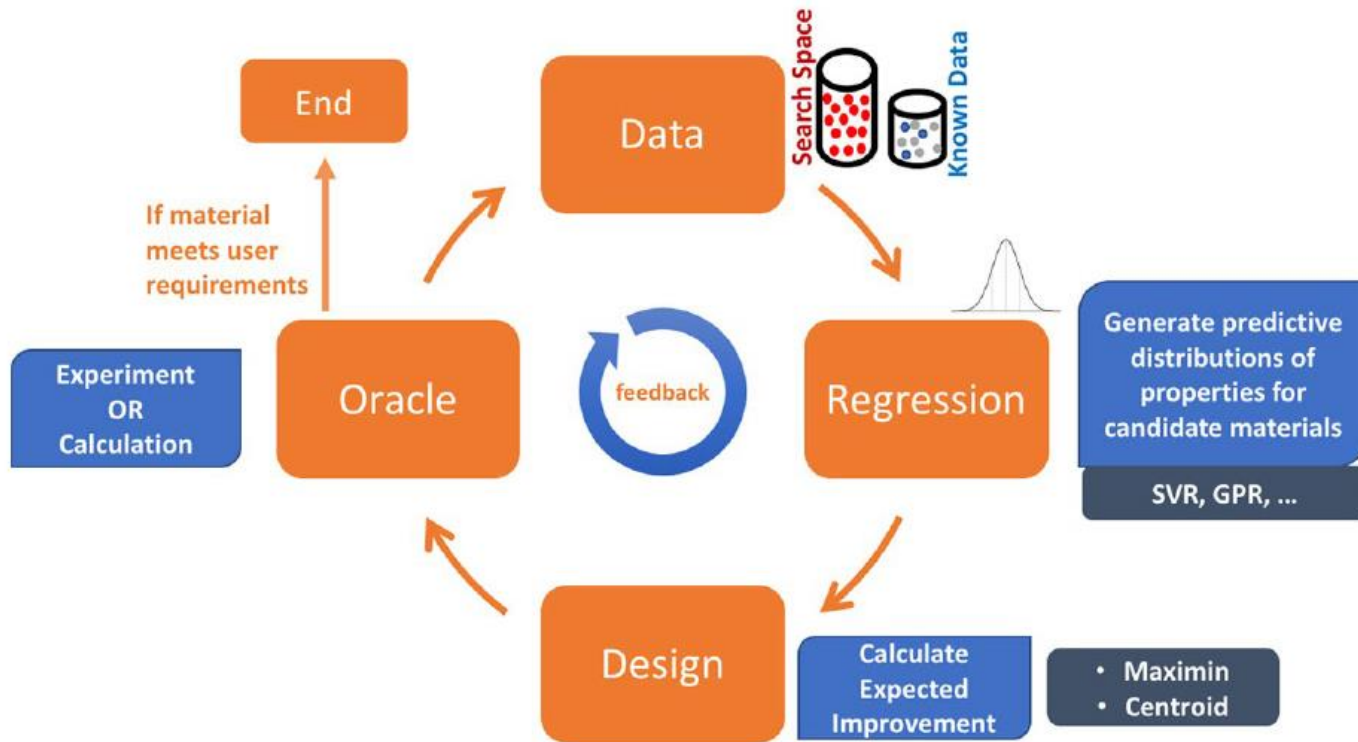 End
Data
Search Space
Known Data
If material
meets user
requirements
Experiment
OR
Calculation
Oracle
feedback
Regression
Generate predictive
distributions of
properties for
candidate materials
SVR, GPR, ...
Design
Calculate
Expected
Improvement
• Maximin
• Centroid